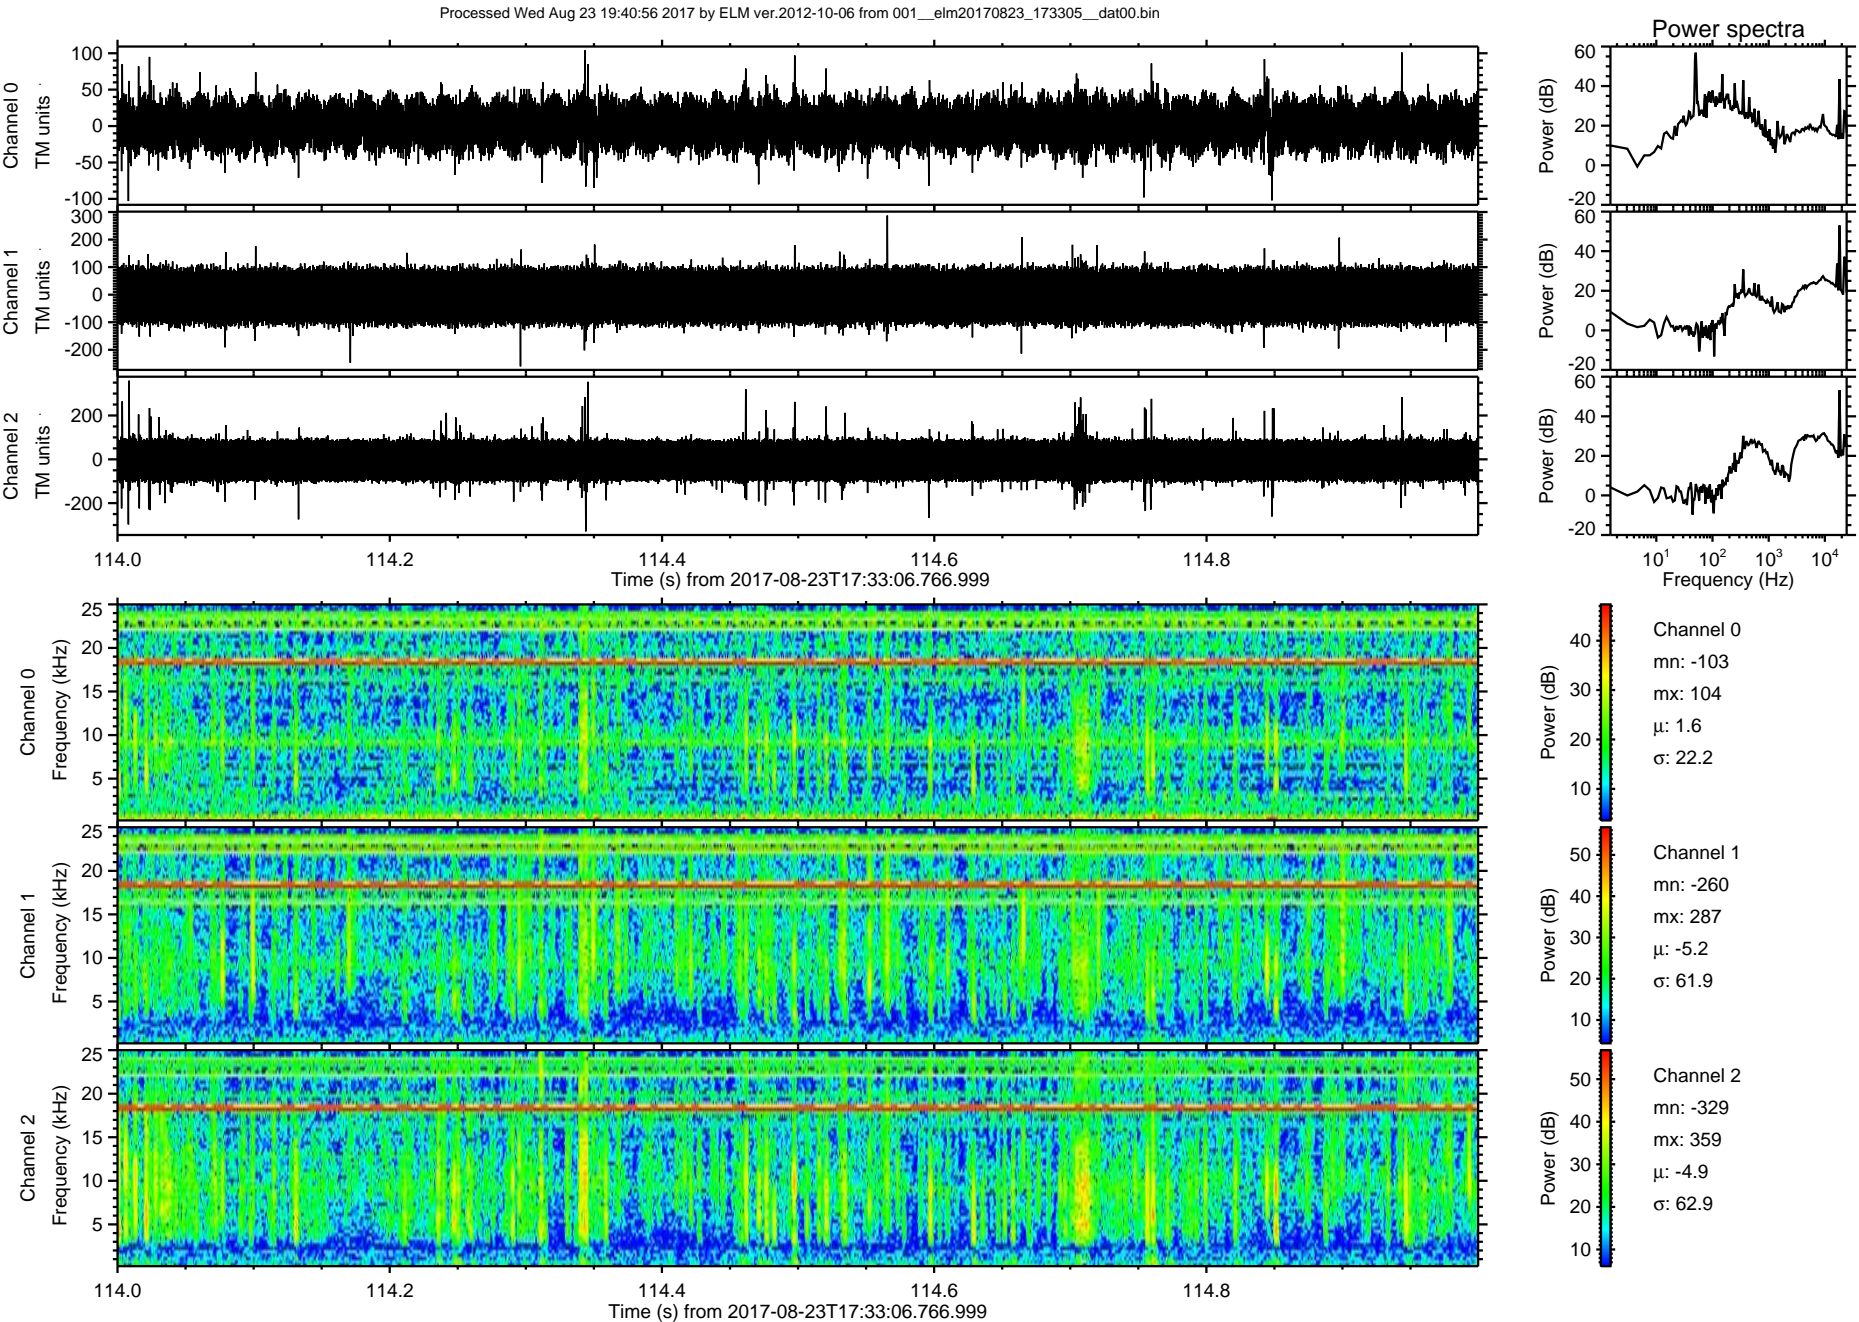 Processed Wed Aug 23 19:40:56 2017 by ELM ver.2012-10-06 from 001__elm20170823_173305__dat00.bin
Power spectra
Channel 0
TM units
100
50
0
-50
-100
Power (dB)
60
40
20
0
-20
Channel 1
TM units
300
200
100
0
-100
-200
Power (dB)
60
40
20
0
-20
Channel 2
TM units
200
0
-200
Power (dB)
60
40
20
0
-20
114.0 114.2 114.4 114.6 114.8
Time (s) from 2017-08-23T17:33:06.766.999
10^1 10^2 10^3 10^4
Frequency (Hz)
Channel 0
Frequency (kHz)
25
20
15
10
5
Power (dB)
40
30
20
10
Channel 0
mn: -103
mx: 104
μ: 1.6
σ: 22.2
Channel 1
Frequency (kHz)
25
20
15
10
5
Power (dB)
50
40
30
20
10
Channel 1
mn: -260
mx: 287
μ: -5.2
σ: 61.9
Channel 2
Frequency (kHz)
25
20
15
10
5
Power (dB)
50
40
30
20
10
Channel 2
mn: -329
mx: 359
μ: -4.9
σ: 62.9
114.0 114.2 114.4 114.6 114.8
Time (s) from 2017-08-23T17:33:06.766.999